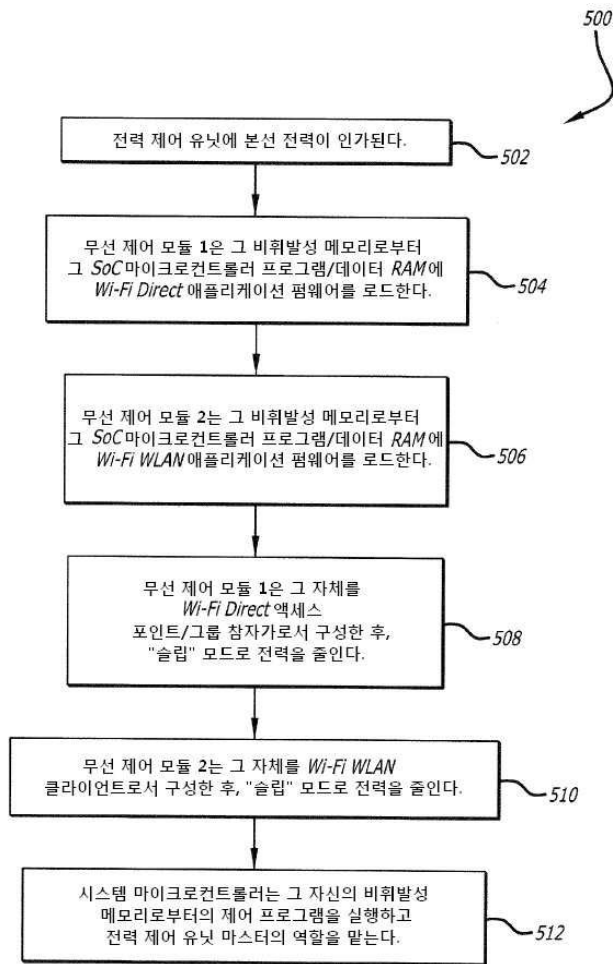 500
전력 제어 유닛에 본선 전력이 인가된다.
502
무선 제어 모듈 1은 그 비휘발성 메모리로부터
그 SoC 마이크로컨트롤러 프로그램/데이터 RAM에
Wi-Fi Direct 애플리케이션 펌웨어를 로드한다.
504
무선 제어 모듈 2는 그 비휘발성 메모리로부터
그 SoC 마이크로컨트롤러 프로그램/데이터 RAM에
Wi-Fi WLAN 애플리케이션 펌웨어를 로드한다.
506
무선 제어 모듈 1은 그 자체를
Wi-Fi Direct 액세스
포인트/그룹 참자가로서 구성한 후,
"슬립" 모드로 전력을 줄인다.
508
무선 제어 모듈 2는 그 자체를 Wi-Fi WLAN
클라이언트로서 구성한 후, "슬립" 모드로 전력을 줄인다.
510
시스템 마이크로컨트롤러는 그 자신의 비휘발성
메모리로부터의 제어 프로그램을 실행하고
전력 제어 유닛 마스터의 역할을 맡는다.
512